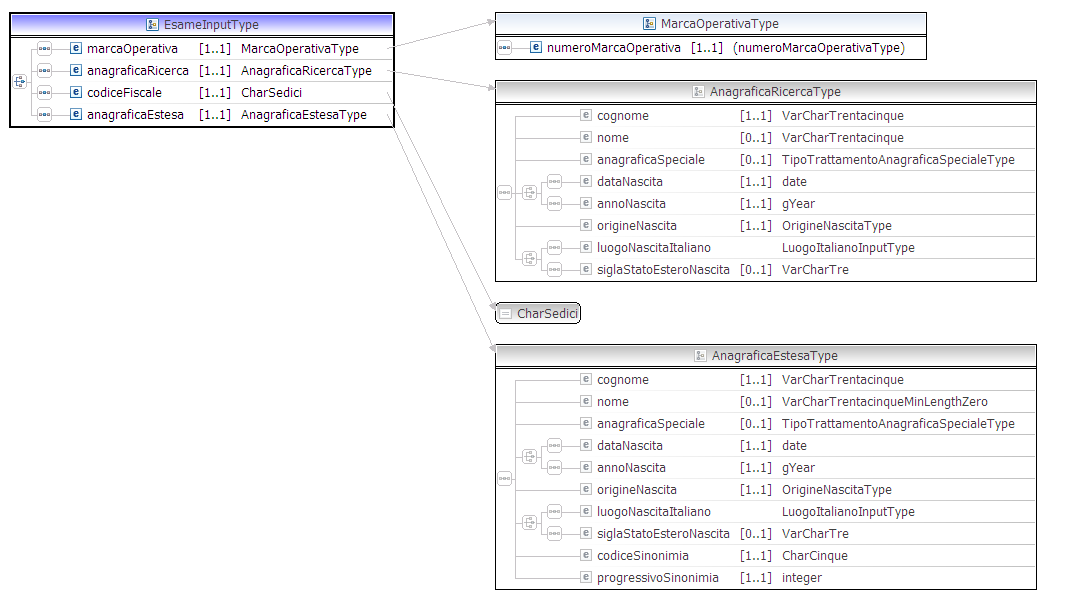 EsameInputType
marcaOperativa [1..1] MarcaOperativaType
anagraficaRicerca [1..1] AnagraficaRicercaType
codiceFiscale [1..1] CharSedici
anagraficaEstesa [1..1] AnagraficaEstesaType
MarcaOperativaType
numeroMarcaOperativa [1..1] (numeroMarcaOperativaType)
AnagraficaRicercaType
cognome [1..1] VarCharTrentacinque
nome [0..1] VarCharTrentacinque
anagraficaSpeciale [0..1] TipoTrattamentoAnagraficaSpecialeType
dataNascita [1..1] date
annoNascita [1..1] gYear
origineNascita [1..1] OrigineNascitaType
luogoNascitaItaliano LuogoItalianoInputType
siglaStatoEsteroNascita [0..1] VarCharTre
CharSedici
AnagraficaEstesaType
cognome [1..1] VarCharTrentacinque
nome [0..1] VarCharTrentacinqueMinLengthZero
anagraficaSpeciale [0..1] TipoTrattamentoAnagraficaSpecialeType
dataNascita [1..1] date
annoNascita [1..1] gYear
origineNascita [1..1] OrigineNascitaType
luogoNascitaItaliano LuogoItalianoInputType
siglaStatoEsteroNascita [0..1] VarCharTre
codiceSinonimia [1..1] CharCinque
progressivoSinonimia [1..1] integer